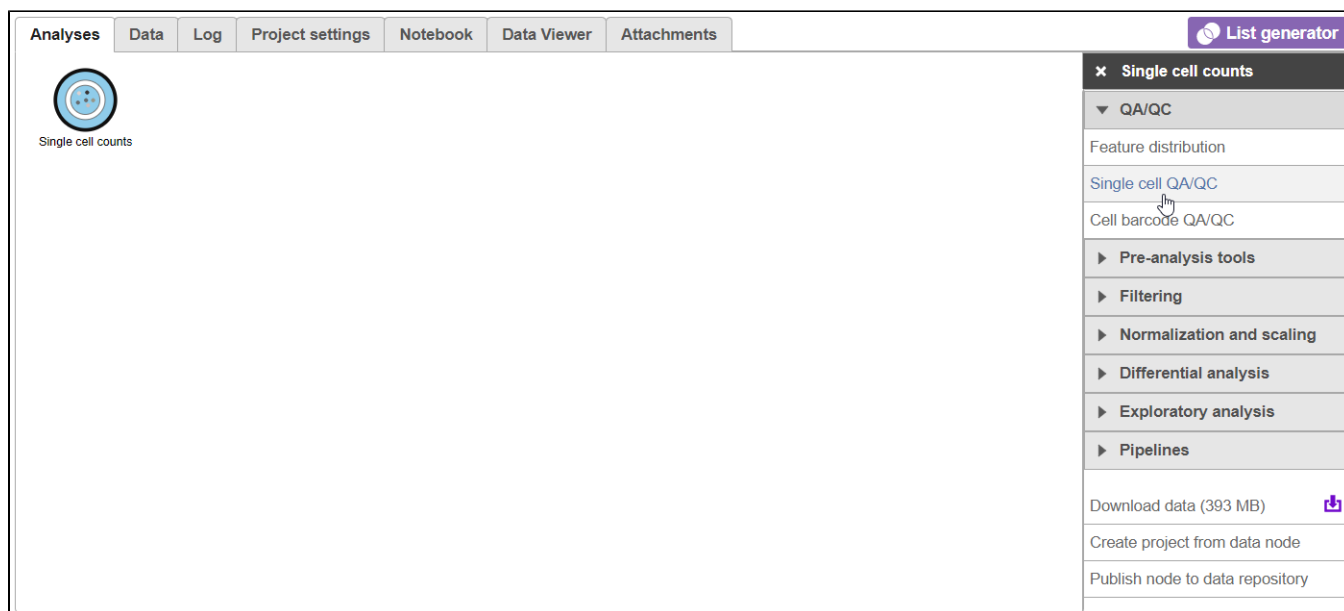 Analyses Data Log Project settings Notebook Data Viewer Attachments List generator
Single cell counts
Single cell counts
QA/QC
Feature distribution
Single cell QA/QC
Cell barcode QA/QC
Pre-analysis tools
Filtering
Normalization and scaling
Differential analysis
Exploratory analysis
Pipelines
Download data (393 MB)
Create project from data node
Publish node to data repository